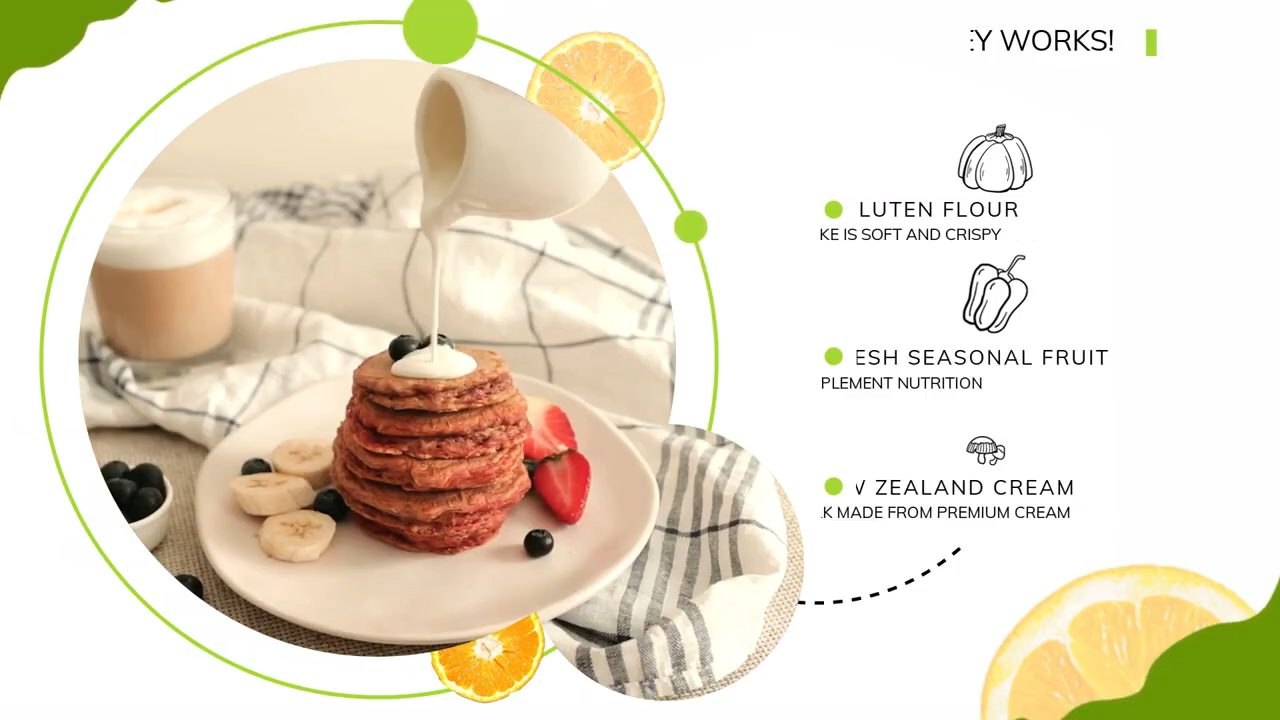 Y WORKS!
LUTEN FLOUR
KE IS SOFT AND CRISPY
ESH SEASONAL FRUIT
PLEMENT NUTRITION
ZEALAND CREAM
K MADE FROM PREMIUM CREAM